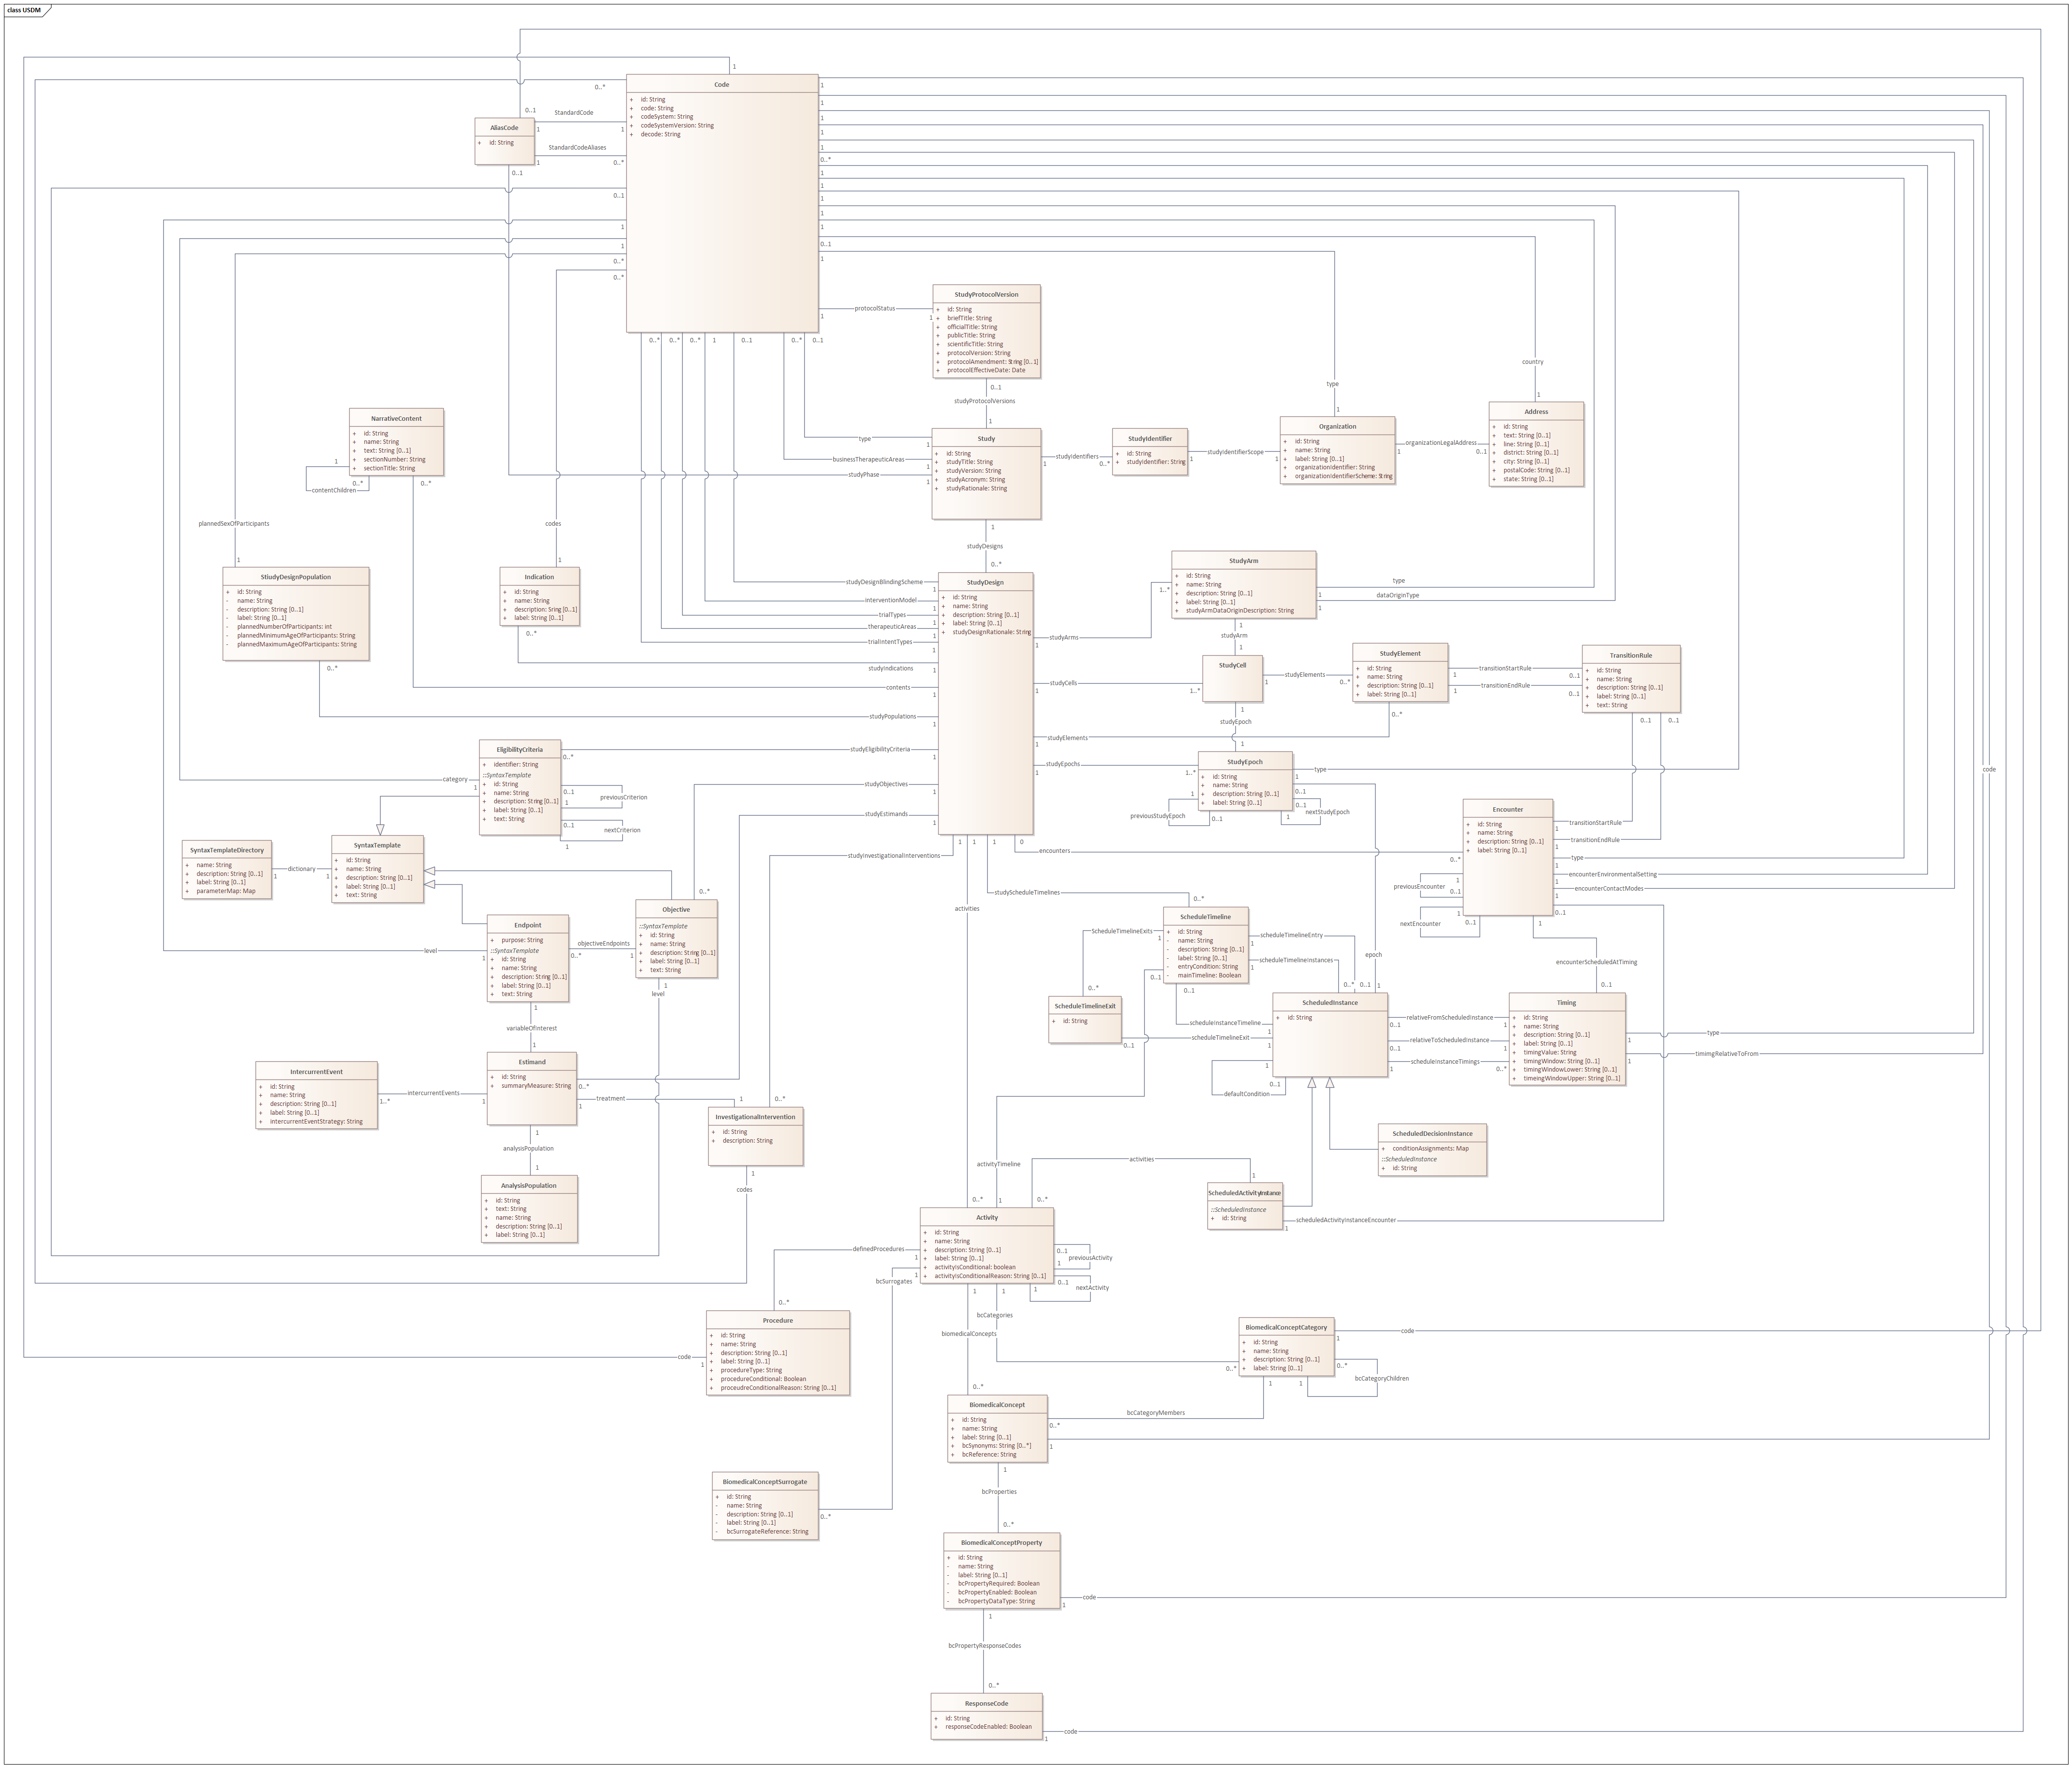 class USDM
Code
+ id: String
+ code: String
+ codeSystem: String
+ codeSystemVersion: String
+ decode: String
AliasCode
+ id: String
StandardCode
StandardCodeAliases
StudyProtocolVersion
+ id: String
+ briefTitle: String
+ officialTitle: String
+ publicTitle: String
+ scientificTitle: String
+ protocolVersion: String
+ protocolAmendment: String [0..1]
+ protocolEffectiveDate: Date
protocolStatus
studyProtocolVersions
country
type
NarrativeContent
+ id: String
+ name: String
+ text: String [0..1]
+ sectionNumber: String
+ sectionTitle: String
contentChildren
Study
+ id: String
+ studyTitle: String
+ studyVersion: String
+ studyAcronym: String
+ studyRationale: String
type
businessTherapeuticAreas
studyPhase
studyIdentifiers
StudyIdentifier
+ id: String
+ studyIdentifier: String
studyIdentifierScope
Organization
+ id: String
+ name: String
+ label: String [0..1]
+ organizationIdentifier: String
+ organizationIdentifierScheme: String
organizationLegalAddress
Address
+ id: String
+ text: String [0..1]
+ line: String [0..1]
+ district: String [0..1]
+ city: String [0..1]
+ postalCode: String [0..1]
+ state: String [0..1]
plannedSexOfParticipants
codes
studyDesigns
StiudyDesignPopulation
+ id: String
- name: String
- description: String [0..1]
- label: String [0..1]
- plannedNumberOfParticipants: int
- plannedMinimumAgeOfParticipants: String
- plannedMaximumAgeOfParticipants: String
Indication
+ id: String
+ name: String
+ description: String [0..1]
+ label: String [0..1]
StudyDesign
+ id: String
+ name: String
+ description: String [0..1]
+ label: String [0..1]
+ studyDesignRationale: String
studyDesignBlindingScheme
interventionModel
trialTypes
therapeuticAreas
trialIntentTypes
studyIndications
contents
studyPopulations
studyEligibilityCriteria
studyObjectives
studyEstimands
studyInvestigationalInterventions
StudyArm
+ id: String
+ name: String
+ description: String [0..1]
+ label: String [0..1]
+ studyArmDataOriginDescription: String
type
dataOriginType
studyArms
studyArm
StudyCell
studyCells
studyElements
StudyElement
+ id: String
+ name: String
+ description: String [0..1]
+ label: String [0..1]
transitionStartRule
transitionEndRule
TransitionRule
+ id: String
+ name: String
+ description: String [0..1]
+ label: String [0..1]
+ text: String
studyEpoch
studyElements
studyEpochs
StudyEpoch
+ id: String
+ name: String
+ description: String [0..1]
+ label: String [0..1]
type
previousStudyEpoch
nextStudyEpoch
code
EligibilityCriteria
+ identifier: String
::SyntaxTemplate
+ id: String
+ name: String
+ description: String [0..1]
+ label: String [0..1]
+ text: String
category
previousCriterion
nextCriterion
SyntaxTemplateDirectory
+ name: String
+ description: String [0..1]
+ label: String [0..1]
+ parameterMap: Map
dictionary
SyntaxTemplate
+ id: String
+ name: String
+ description: String [0..1]
+ label: String [0..1]
+ text: String
Encounter
+ id: String
+ name: String
+ description: String [0..1]
+ label: String [0..1]
transitionStartRule
transitionEndRule
type
encounterEnvironmentalSetting
encounterContactModes
previousEncounter
nextEncounter
encounters
studyScheduleTimelines
activities
Endpoint
+ purpose: String
::SyntaxTemplate
+ id: String
+ name: String
+ description: String [0..1]
+ label: String [0..1]
+ text: String
level
objectiveEndpoints
Objective
::SyntaxTemplate
+ id: String
+ name: String
+ description: String [0..1]
+ label: String [0..1]
+ text: String
level
ScheduleTimeline
+ id: String
- name: String
- description: String [0..1]
- label: String [0..1]
- entryCondition: String
- mainTimeline: Boolean
ScheduleTimelineExits
scheduleTimelineEntry
scheduleTimelineInstances
epoch
encounterScheduledAtTiming
ScheduleTimelineExit
+ id: String
scheduleInstanceTimeline
scheduleTimelineExit
ScheduledInstance
+ id: String
defaultCondition
relativeFromScheduledInstance
relativeToScheduledInstance
scheduleInstanceTimings
Timing
+ id: String
+ name: String
+ description: String [0..1]
+ label: String [0..1]
+ timingValue: String
+ timingWindow: String [0..1]
+ timingWindowLower: String [0..1]
+ timeingWindowUpper: String [0..1]
type
timimgRelativeToFrom
variableOfInterest
Estimand
+ id: String
+ summaryMeasure: String
IntercurrentEvent
+ id: String
+ name: String
+ description: String [0..1]
+ label: String [0..1]
+ intercurrentEventStrategy: String
intercurrentEvents
treatment
analysisPopulation
InvestigationalIntervention
+ id: String
+ description: String
codes
AnalysisPopulation
+ id: String
+ text: String
+ name: String
+ description: String [0..1]
+ label: String [0..1]
ScheduledDecisionInstance
+ conditionAssignments: Map
::ScheduledInstance
+ id: String
activityTimeline
activities
ScheduledActivityInstance
::ScheduledInstance
+ id: String
scheduledActivityInstanceEncounter
Activity
+ id: String
+ name: String
+ description: String [0..1]
+ label: String [0..1]
+ activityIsConditional: boolean
+ activityIsConditionalReason: String [0..1]
definedProcedures
bcSurrogates
previousActivity
nextActivity
bcCategories
biomedicalConcepts
Procedure
+ id: String
+ name: String
+ description: String [0..1]
+ label: String [0..1]
+ procedureType: String
+ procedureConditional: Boolean
+ proceudreConditionalReason: String [0..1]
code
BiomedicalConceptCategory
+ id: String
+ name: String
+ description: String [0..1]
+ label: String [0..1]
code
bcCategoryChildren
bcCategoryMembers
BiomedicalConcept
+ id: String
+ name: String
+ label: String [0..1]
+ bcSynonyms: String [0..*]
+ bcReference: String
bcProperties
BiomedicalConceptSurrogate
+ id: String
- name: String
- description: String [0..1]
- label: String [0..1]
- bcSurrogateReference: String
BiomedicalConceptProperty
+ id: String
- name: String
- label: String [0..1]
- bcPropertyRequired: Boolean
- bcPropertyEnabled: Boolean
- bcPropertyDataType: String
code
bcPropertyResponseCodes
ResponseCode
+ id: String
+ responseCodeEnabled: Boolean
code